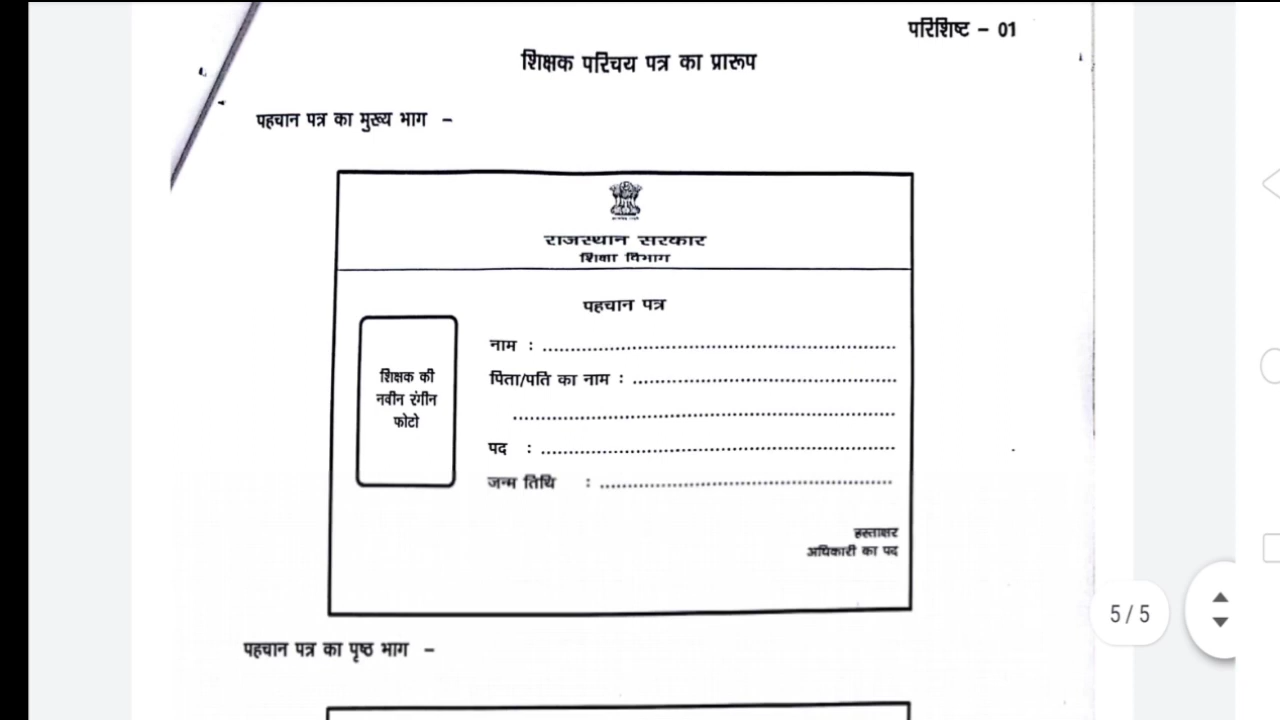 परिशिष्ट – 01
शिक्षक परिचय पत्र का प्रारूप
पहचान पत्र का मुख्य भाग –
राजस्थान सरकार
शिक्षा विभाग
पहचान पत्र
शिक्षक की
नवीन रंगीन
फोटो
नाम : ................................................................
पिता/पति का नाम : ................................................
................................................................
पद : ................................................................
जन्म तिथि : .....................................................
हस्ताक्षर
अधिकारी का पद
5 / 5
पहचान पत्र का पृष्ठ भाग –